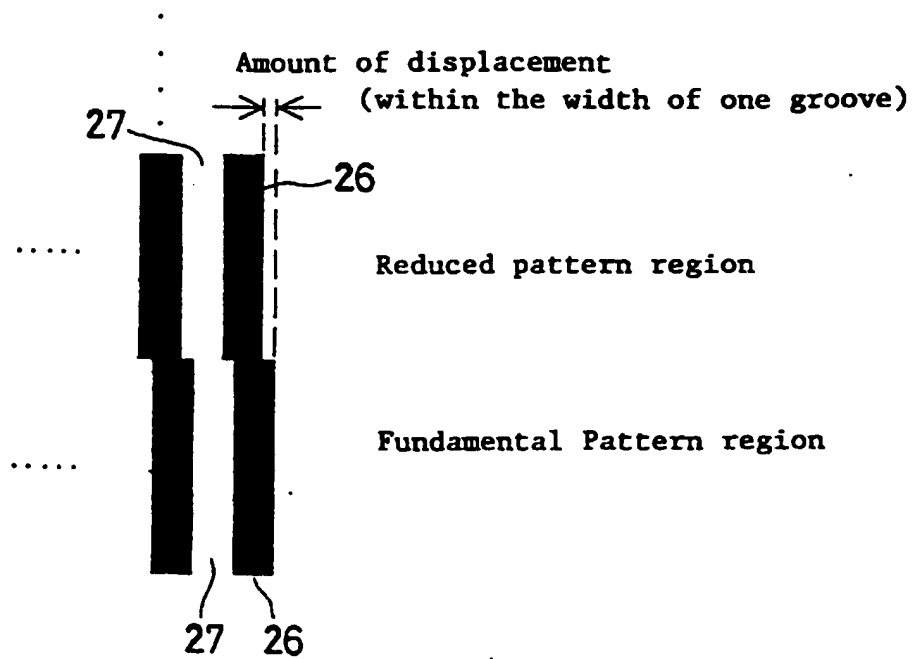 Amount of displacement
(within the width of one groove)
27
26
.....
Reduced pattern region
Fundamental Pattern region
.....
27
26